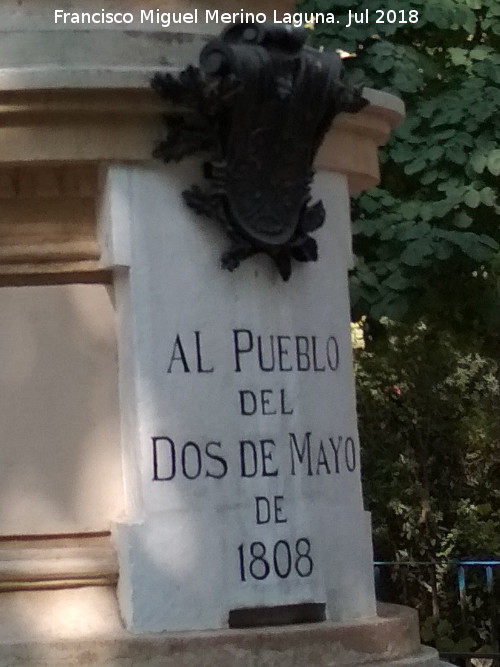 Francisco Miguel Merino Laguna. Jul 2018
AL PUEBLO
DEL
DOS DE MAYO
DE
1808